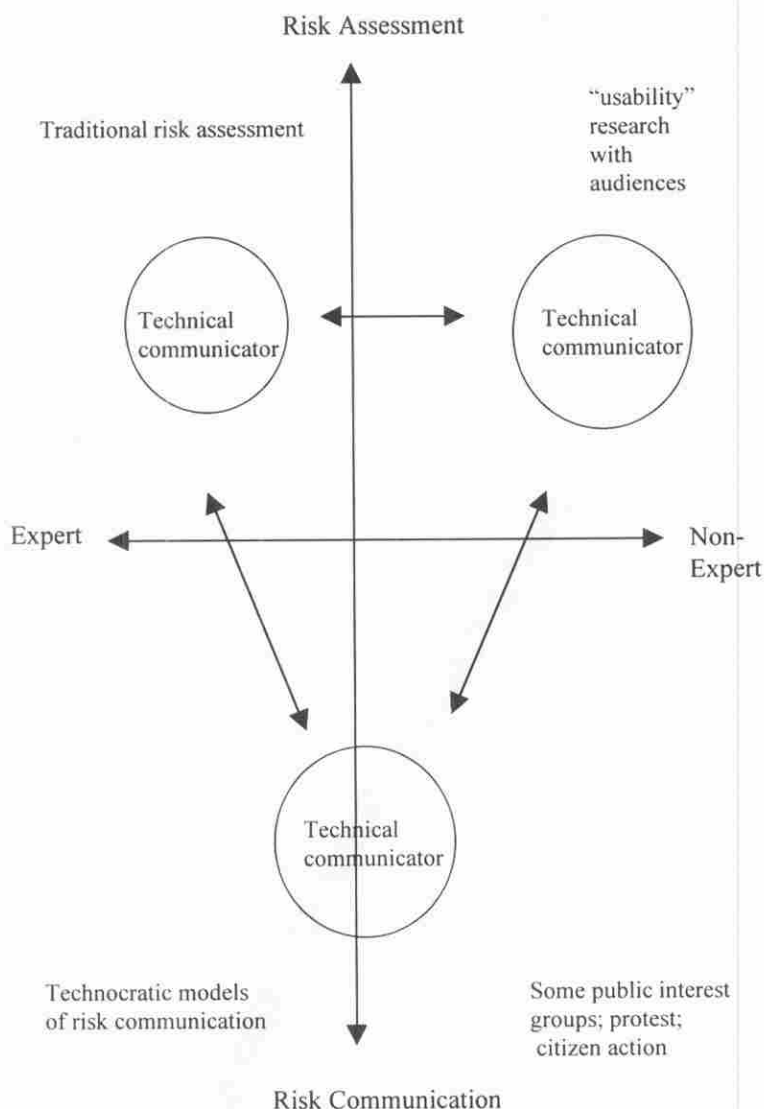 Risk Assessment
Traditional risk assessment
“usability”
research
with
audiences
Technical
communicator
Technical
communicator
Expert
Non-
Expert
Technical
communicator
Technocratic models
of risk communication
Some public interest
groups; protest;
citizen action
Risk Communication